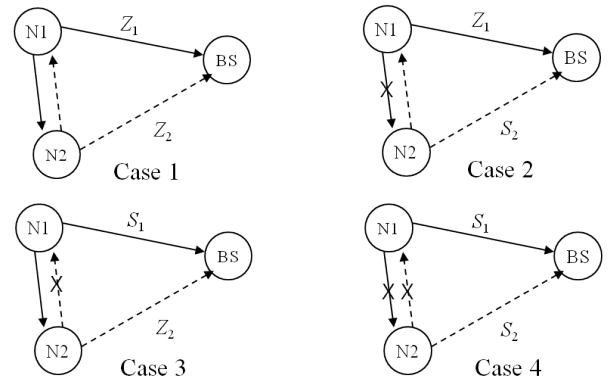 N1
Z₁
BS
N2
Z₂
Case 1
N1
Z₁
BS
N2
S₂
Case 2
N1
S₁
BS
N2
Z₂
Case 3
N1
S₁
BS
N2
S₂
Case 4